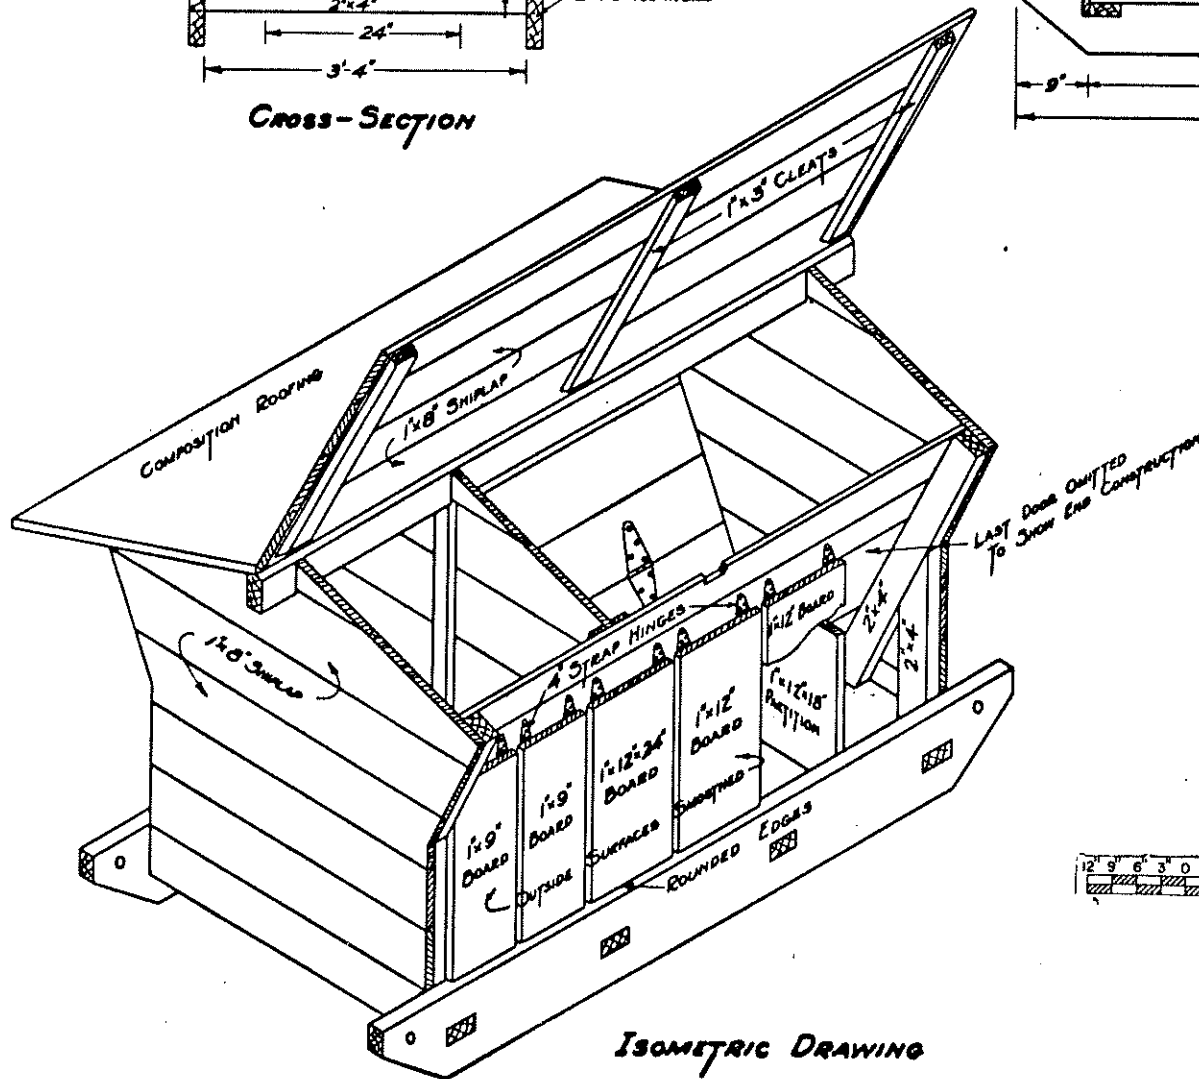 2"x4"
24"
3'-4"
CROSS-SECTION
9"
1"x3" CLEATS
COMPOSITION ROOFING
1"x8" SHIPLAP
LAST DOOR OMITTED
TO SHOW END CONSTRUCTION
1"x8" SHIPLAP
4" STRAP HINGES
1"x12" BOARD
2"x4"
2"x4"
1"x12"x18"
PARTITION
1"x12"
BOARD
1"x12"x24"
BOARD
1"x9"
BOARD
1"x9"
BOARD
OUTSIDE SURFACES SMOOTHED
ROUNDED EDGES
12" 9" 6" 3" 0
ISOMETRIC DRAWING